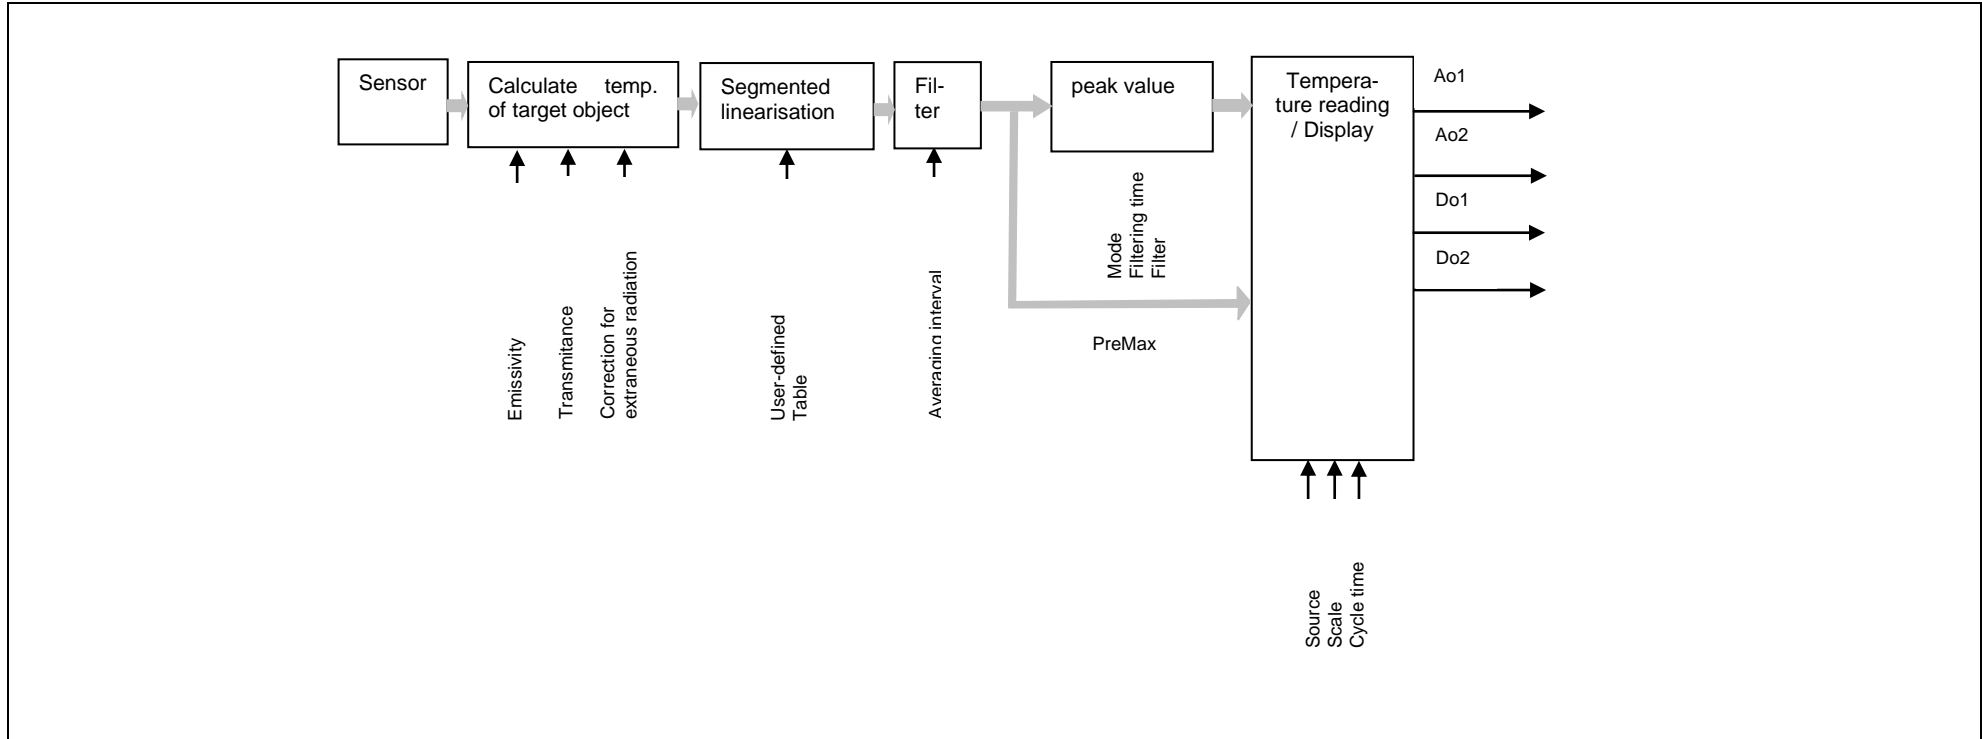 Sensor
Calculate temp.
of target object
Segmented
linearisation
Fil-
ter
peak value
Tempera-
ture reading
/ Display
Ao1
Ao2
Do1
Do2
Mode
Filtering time
Filter
PreMax
Emissivity
Transmitance
Correction for
extraneous radiation
User-defined
Table
Averaging interval
Source
Scale
Cycle time